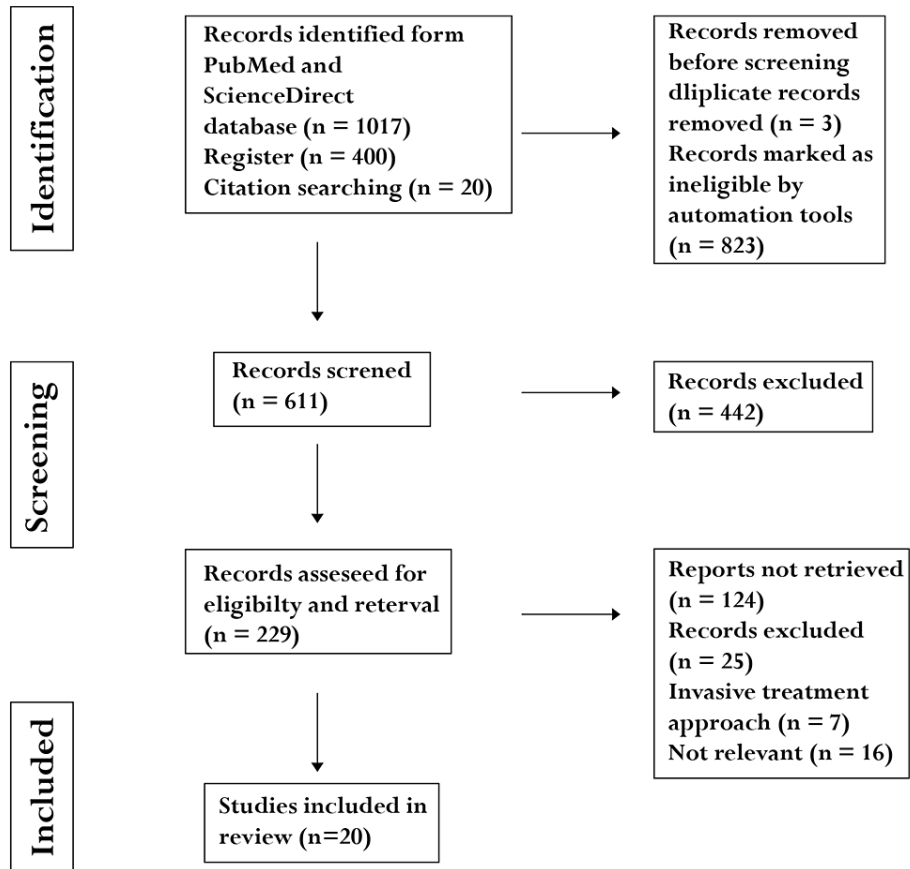 Identification
Records identified form
PubMed and
ScienceDirect
database (n = 1017)
Register (n = 400)
Citation searching (n = 20)
Records removed
before screening
dliplicate records
removed (n = 3)
Records marked as
ineligible by
automation tools
(n = 823)
Screening
Records screned
(n = 611)
Records excluded
(n = 442)
Records asseseed for
eligibilty and reterval
(n = 229)
Reports not retrieved
(n = 124)
Records excluded
(n = 25)
Invasive treatment
approach (n = 7)
Not relevant (n = 16)
Included
Studies included in
review (n=20)